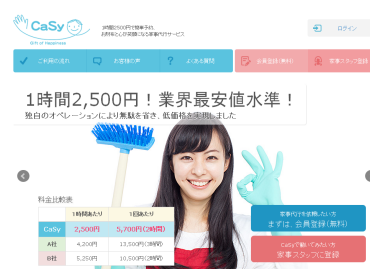 CaSy
Gift of Happiness
1時間2500円で簡単予約、
お料理と心が笑顔になる家事代行サービス
ログイン
ご利用の流れ
お客様の声
よくある質問
会員登録(無料)
家事スタッフ登録
1時間2,500円！業界最安値水準！
独自のオペレーションにより無駄を省き、低価格を実現しました
料金比較表
1時間あたり 1回あたり
CaSy 2,500円 5,700円(2時間)
A社 4,200円 13,500円(3時間)
B社 5,250円 10,500円(2時間)
家事代行を依頼したい方
まずは、会員登録(無料)
CaSyで働いてみたい方
家事スタッフに登録